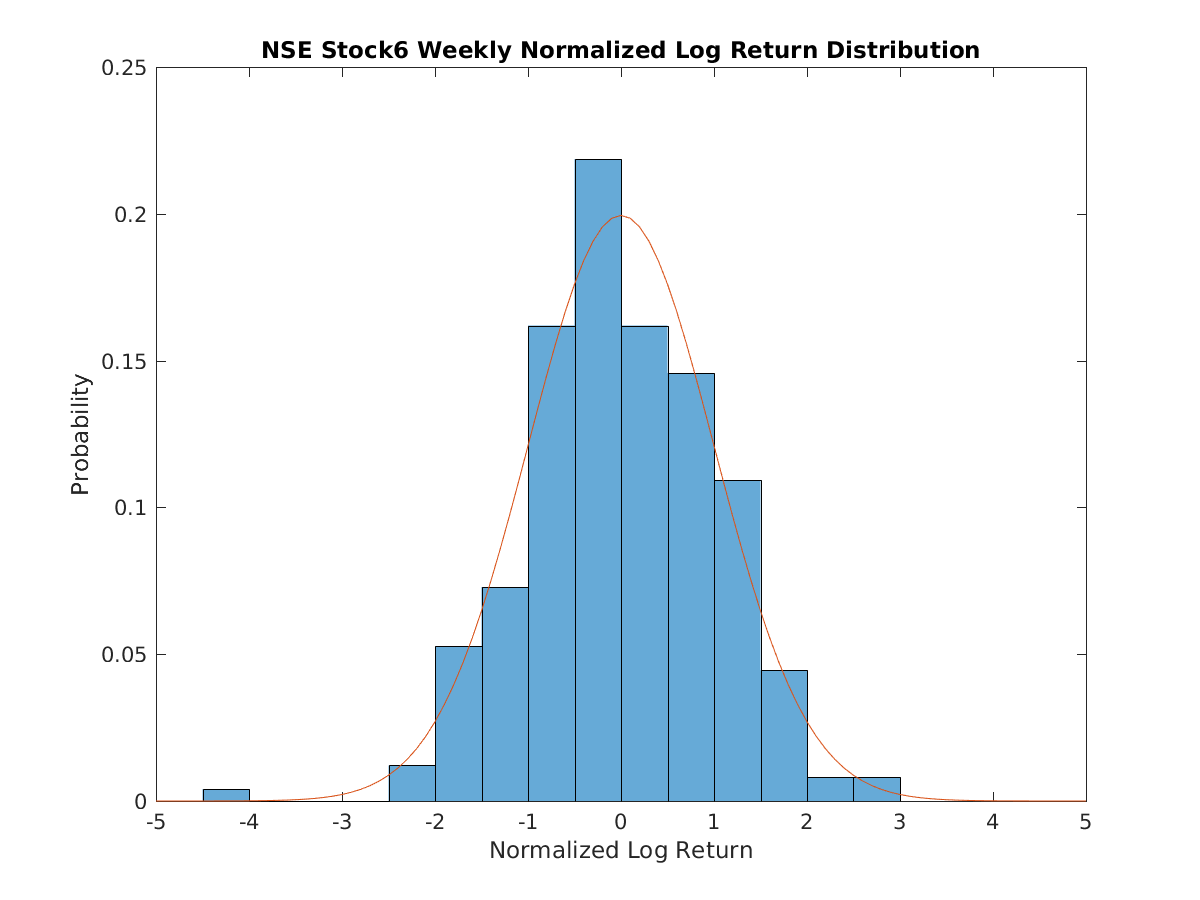 NSE Stock6 Weekly Normalized Log Return Distribution
0.25
0.2
0.15
0.1
0.05
0
Probability
-5 -4 -3 -2 -1 0 1 2 3 4 5
Normalized Log Return